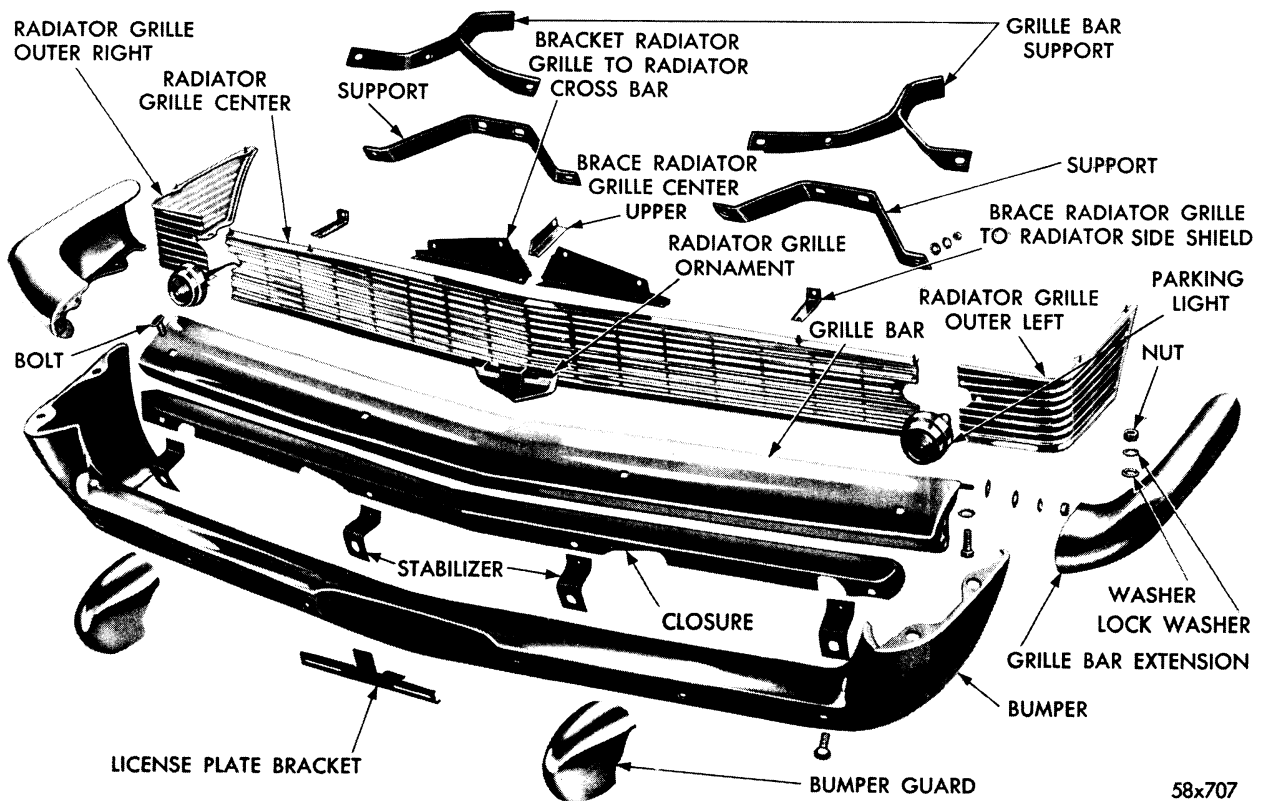 RADIATOR GRILLE
OUTER RIGHT
RADIATOR
GRILLE CENTER
SUPPORT
BRACKET RADIATOR
GRILLE TO RADIATOR
CROSS BAR
GRILLE BAR
SUPPORT
BRACE RADIATOR
GRILLE CENTER
UPPER
SUPPORT
BRACE RADIATOR GRILLE
TO RADIATOR SIDE SHIELD
RADIATOR GRILLE
ORNAMENT
PARKING
LIGHT
RADIATOR GRILLE
OUTER LEFT
GRILLE BAR
NUT
BOLT
STABILIZER
CLOSURE
WASHER
LOCK WASHER
GRILLE BAR EXTENSION
BUMPER
LICENSE PLATE BRACKET
BUMPER GUARD
58x707